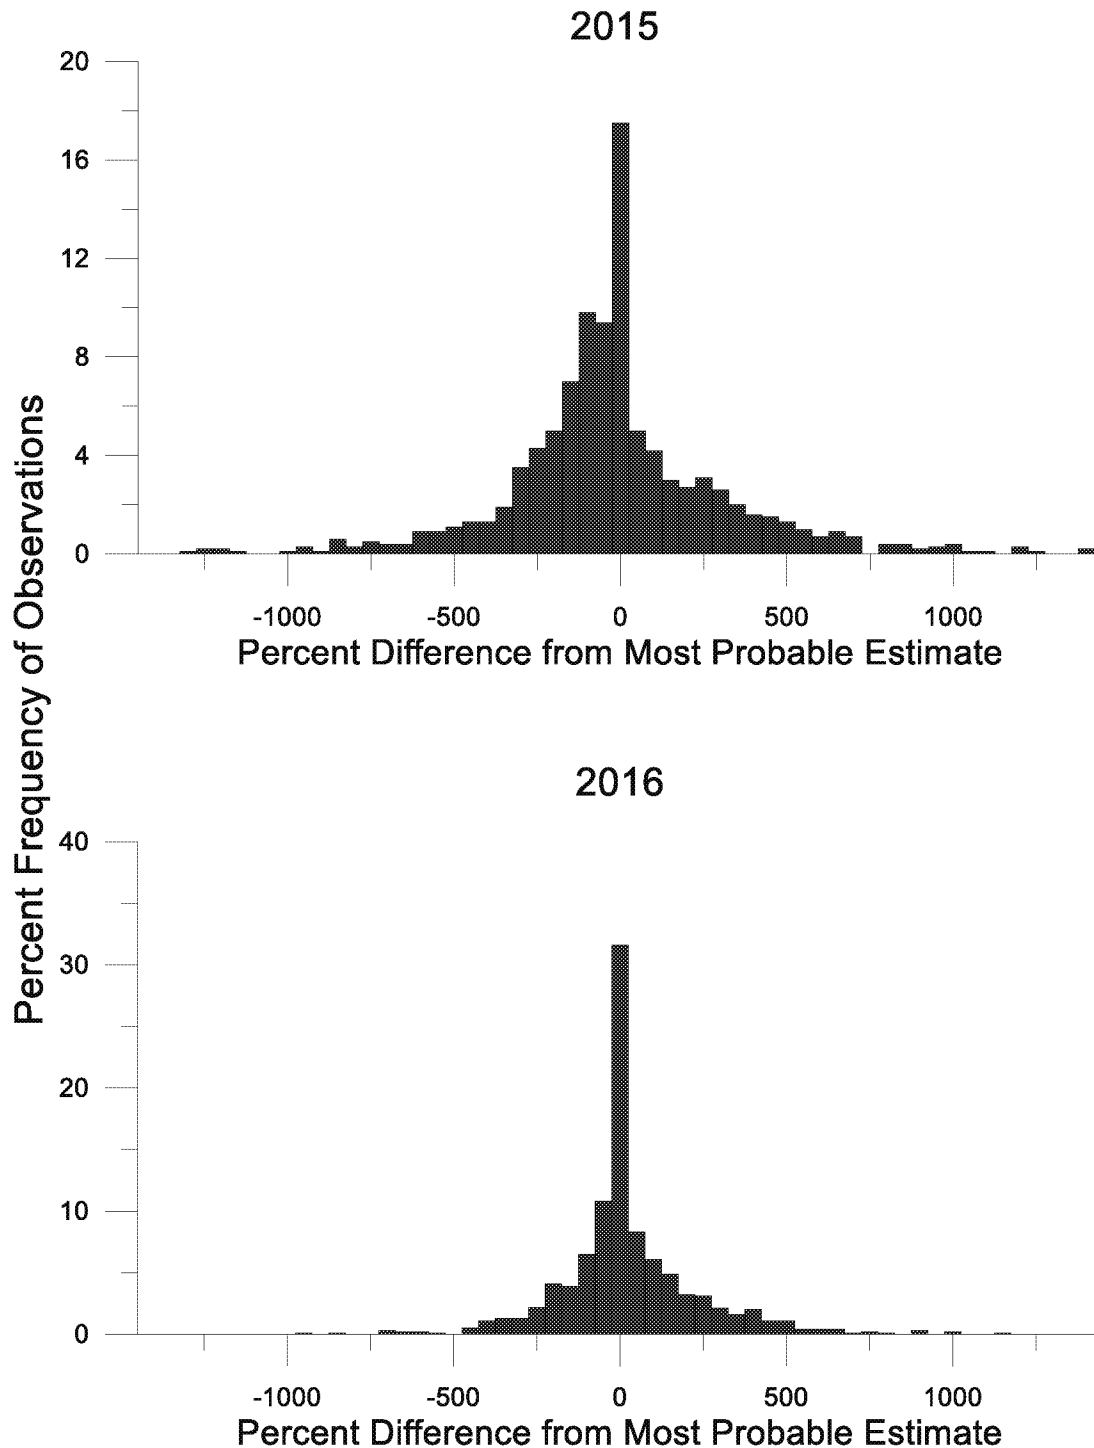 2015
20
16
12
8
4
0
-1000 -500 0 500 1000
Percent Difference from Most Probable Estimate
Percent Frequency of Observations
2016
40
30
20
10
0
-1000 -500 0 500 1000
Percent Difference from Most Probable Estimate